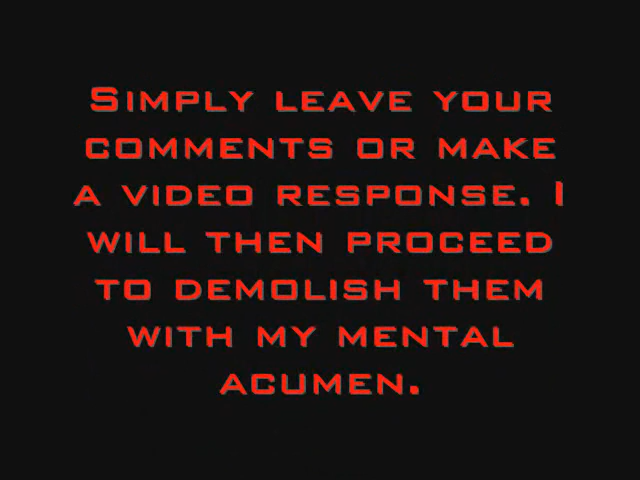 Simply leave your
comments or make
a video response. I
will then proceed
to demolish them
with my mental
acumen.